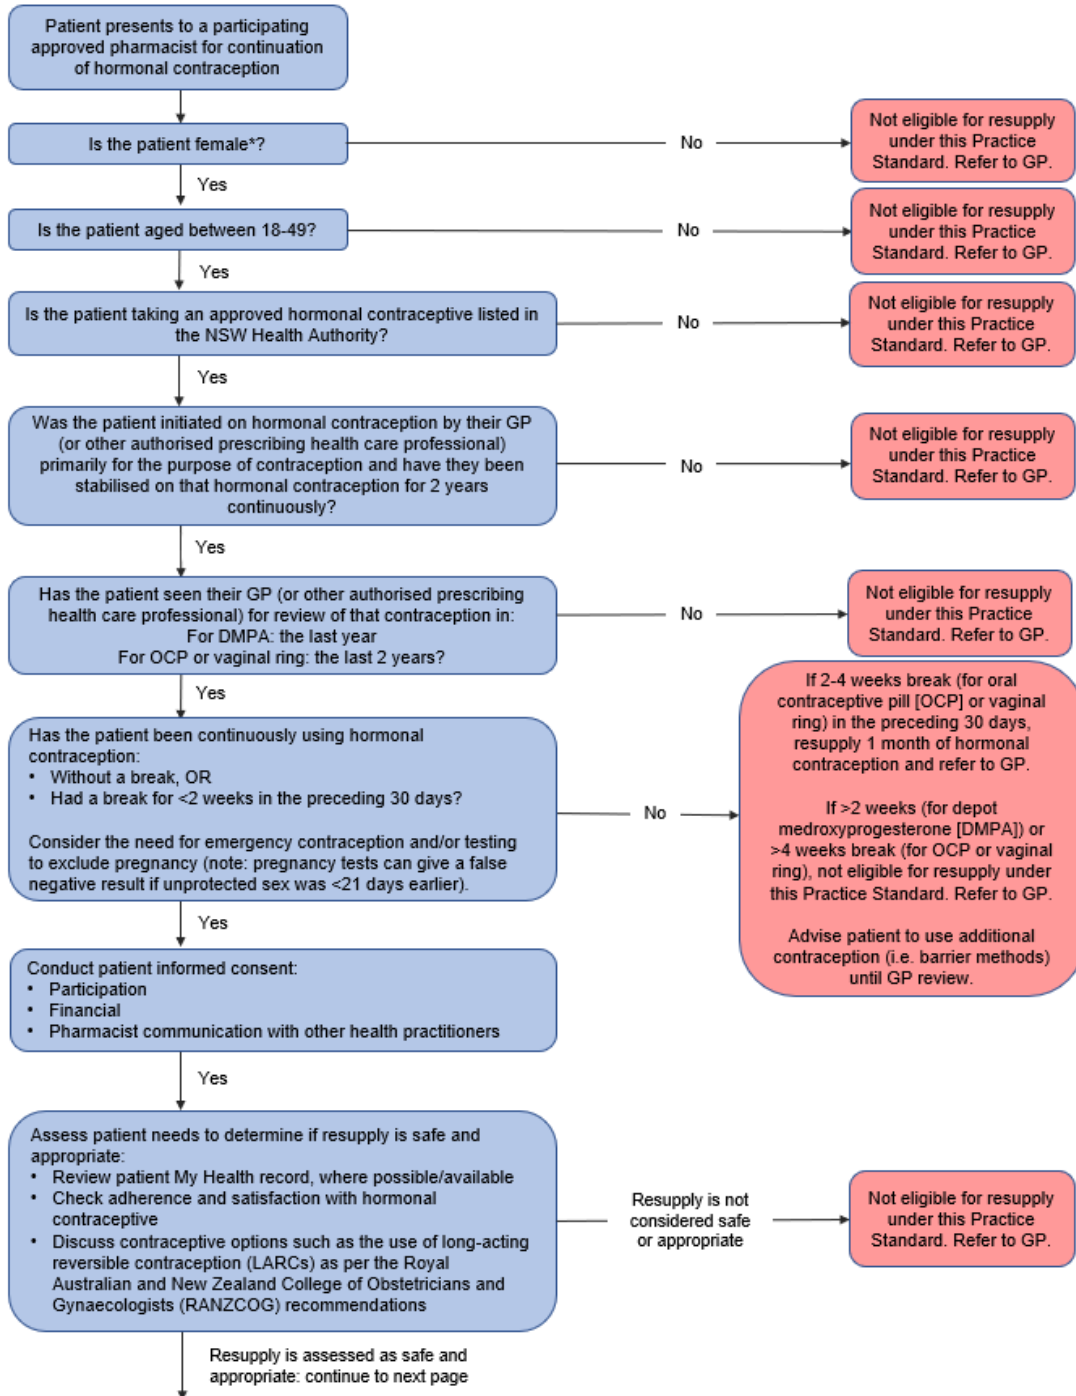 Patient presents to a participating
approved pharmacist for continuation
of hormonal contraception
Is the patient female*?
No
Not eligible for resupply
under this Practice
Standard. Refer to GP.
Yes
Is the patient aged between 18-49?
No
Not eligible for resupply
under this Practice
Standard. Refer to GP.
Yes
Is the patient taking an approved hormonal contraceptive listed in
the NSW Health Authority?
No
Not eligible for resupply
under this Practice
Standard. Refer to GP.
Yes
Was the patient initiated on hormonal contraception by their GP
(or other authorised prescribing health care professional)
primarily for the purpose of contraception and have they been
stabilised on that hormonal contraception for 2 years
continuously?
No
Not eligible for resupply
under this Practice
Standard. Refer to GP.
Yes
Has the patient seen their GP (or other authorised prescribing
health care professional) for review of that contraception in:
For DMPA: the last year
For OCP or vaginal ring: the last 2 years?
No
Not eligible for resupply
under this Practice
Standard. Refer to GP.
Yes
Has the patient been continuously using hormonal
contraception:
• Without a break, OR
• Had a break for <2 weeks in the preceding 30 days?
Consider the need for emergency contraception and/or testing
to exclude pregnancy (note: pregnancy tests can give a false
negative result if unprotected sex was <21 days earlier).
No
If 2-4 weeks break (for oral
contraceptive pill [OCP] or vaginal
ring) in the preceding 30 days,
resupply 1 month of hormonal
contraception and refer to GP.
If >2 weeks (for depot
medroxyprogesterone [DMPA]) or
>4 weeks break (for OCP or vaginal
ring), not eligible for resupply under
this Practice Standard. Refer to GP.
Advise patient to use additional
contraception (i.e. barrier methods)
until GP review.
Yes
Conduct patient informed consent:
• Participation
• Financial
• Pharmacist communication with other health practitioners
Yes
Assess patient needs to determine if resupply is safe and
appropriate:
• Review patient My Health record, where possible/available
• Check adherence and satisfaction with hormonal
contraceptive
• Discuss contraceptive options such as the use of long-acting
reversible contraception (LARCs) as per the Royal
Australian and New Zealand College of Obstetricians and
Gynaecologists (RANZCOG) recommendations
Resupply is not
considered safe
or appropriate
Not eligible for resupply
under this Practice
Standard. Refer to GP.
Resupply is assessed as safe and
appropriate: continue to next page